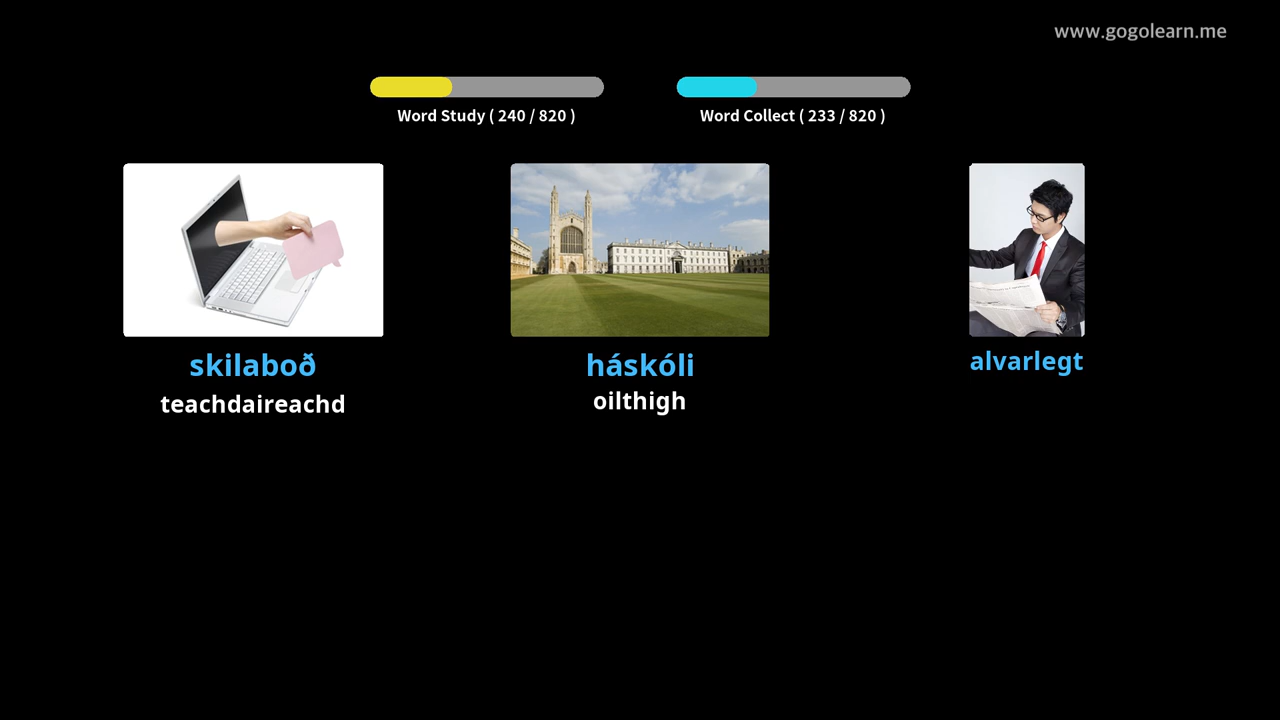 www.gogolearn.me
Word Study ( 240 / 820 )
Word Collect ( 233 / 820 )
skilaboð
teachdaireachd
háskóli
oilthigh
alvarlegt